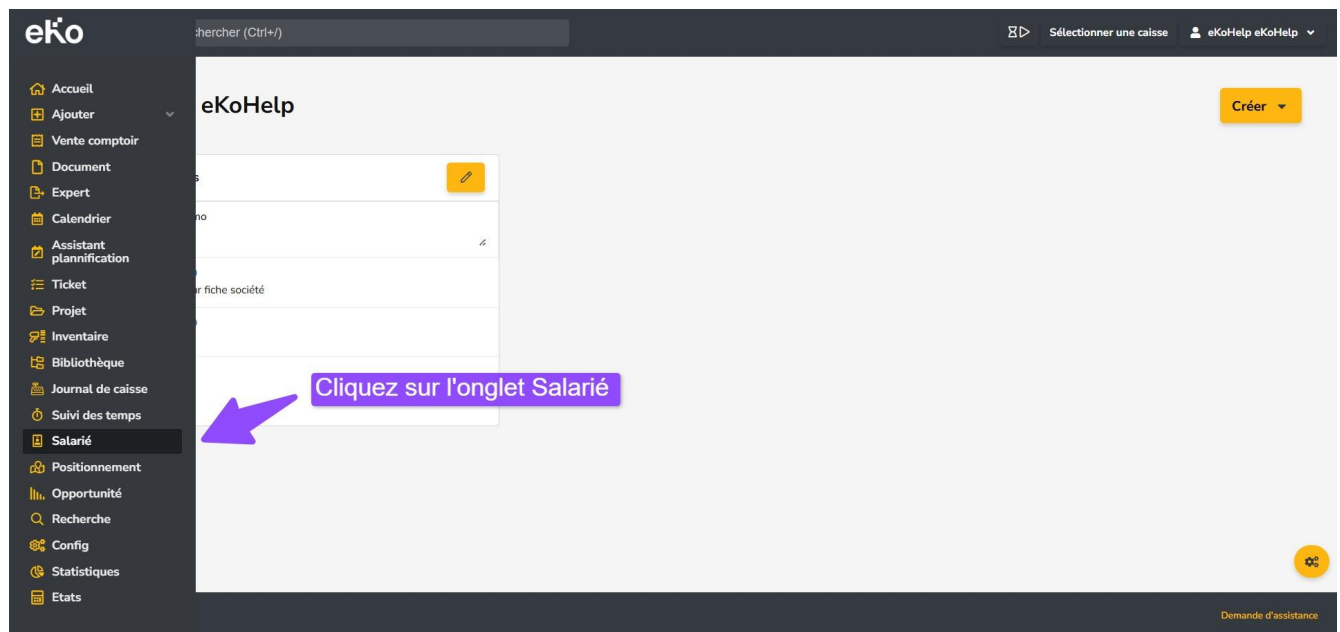 eKo
chercher (Ctrl+/)
Sélectionner une caisse
eKoHelp eKoHelp
Accueil
Ajouter
Vente comptoir
Document
Expert
Calendrier
Assistant
plannification
Ticket
Projet
Inventaire
Bibliothèque
Journal de caisse
Suivi des temps
Salarié
Positionnement
Opportunité
Recherche
Config
Statistiques
Etats
eKoHelp
Créer
fiche société
Cliquez sur l'onglet Salarié
Demande d'assistance